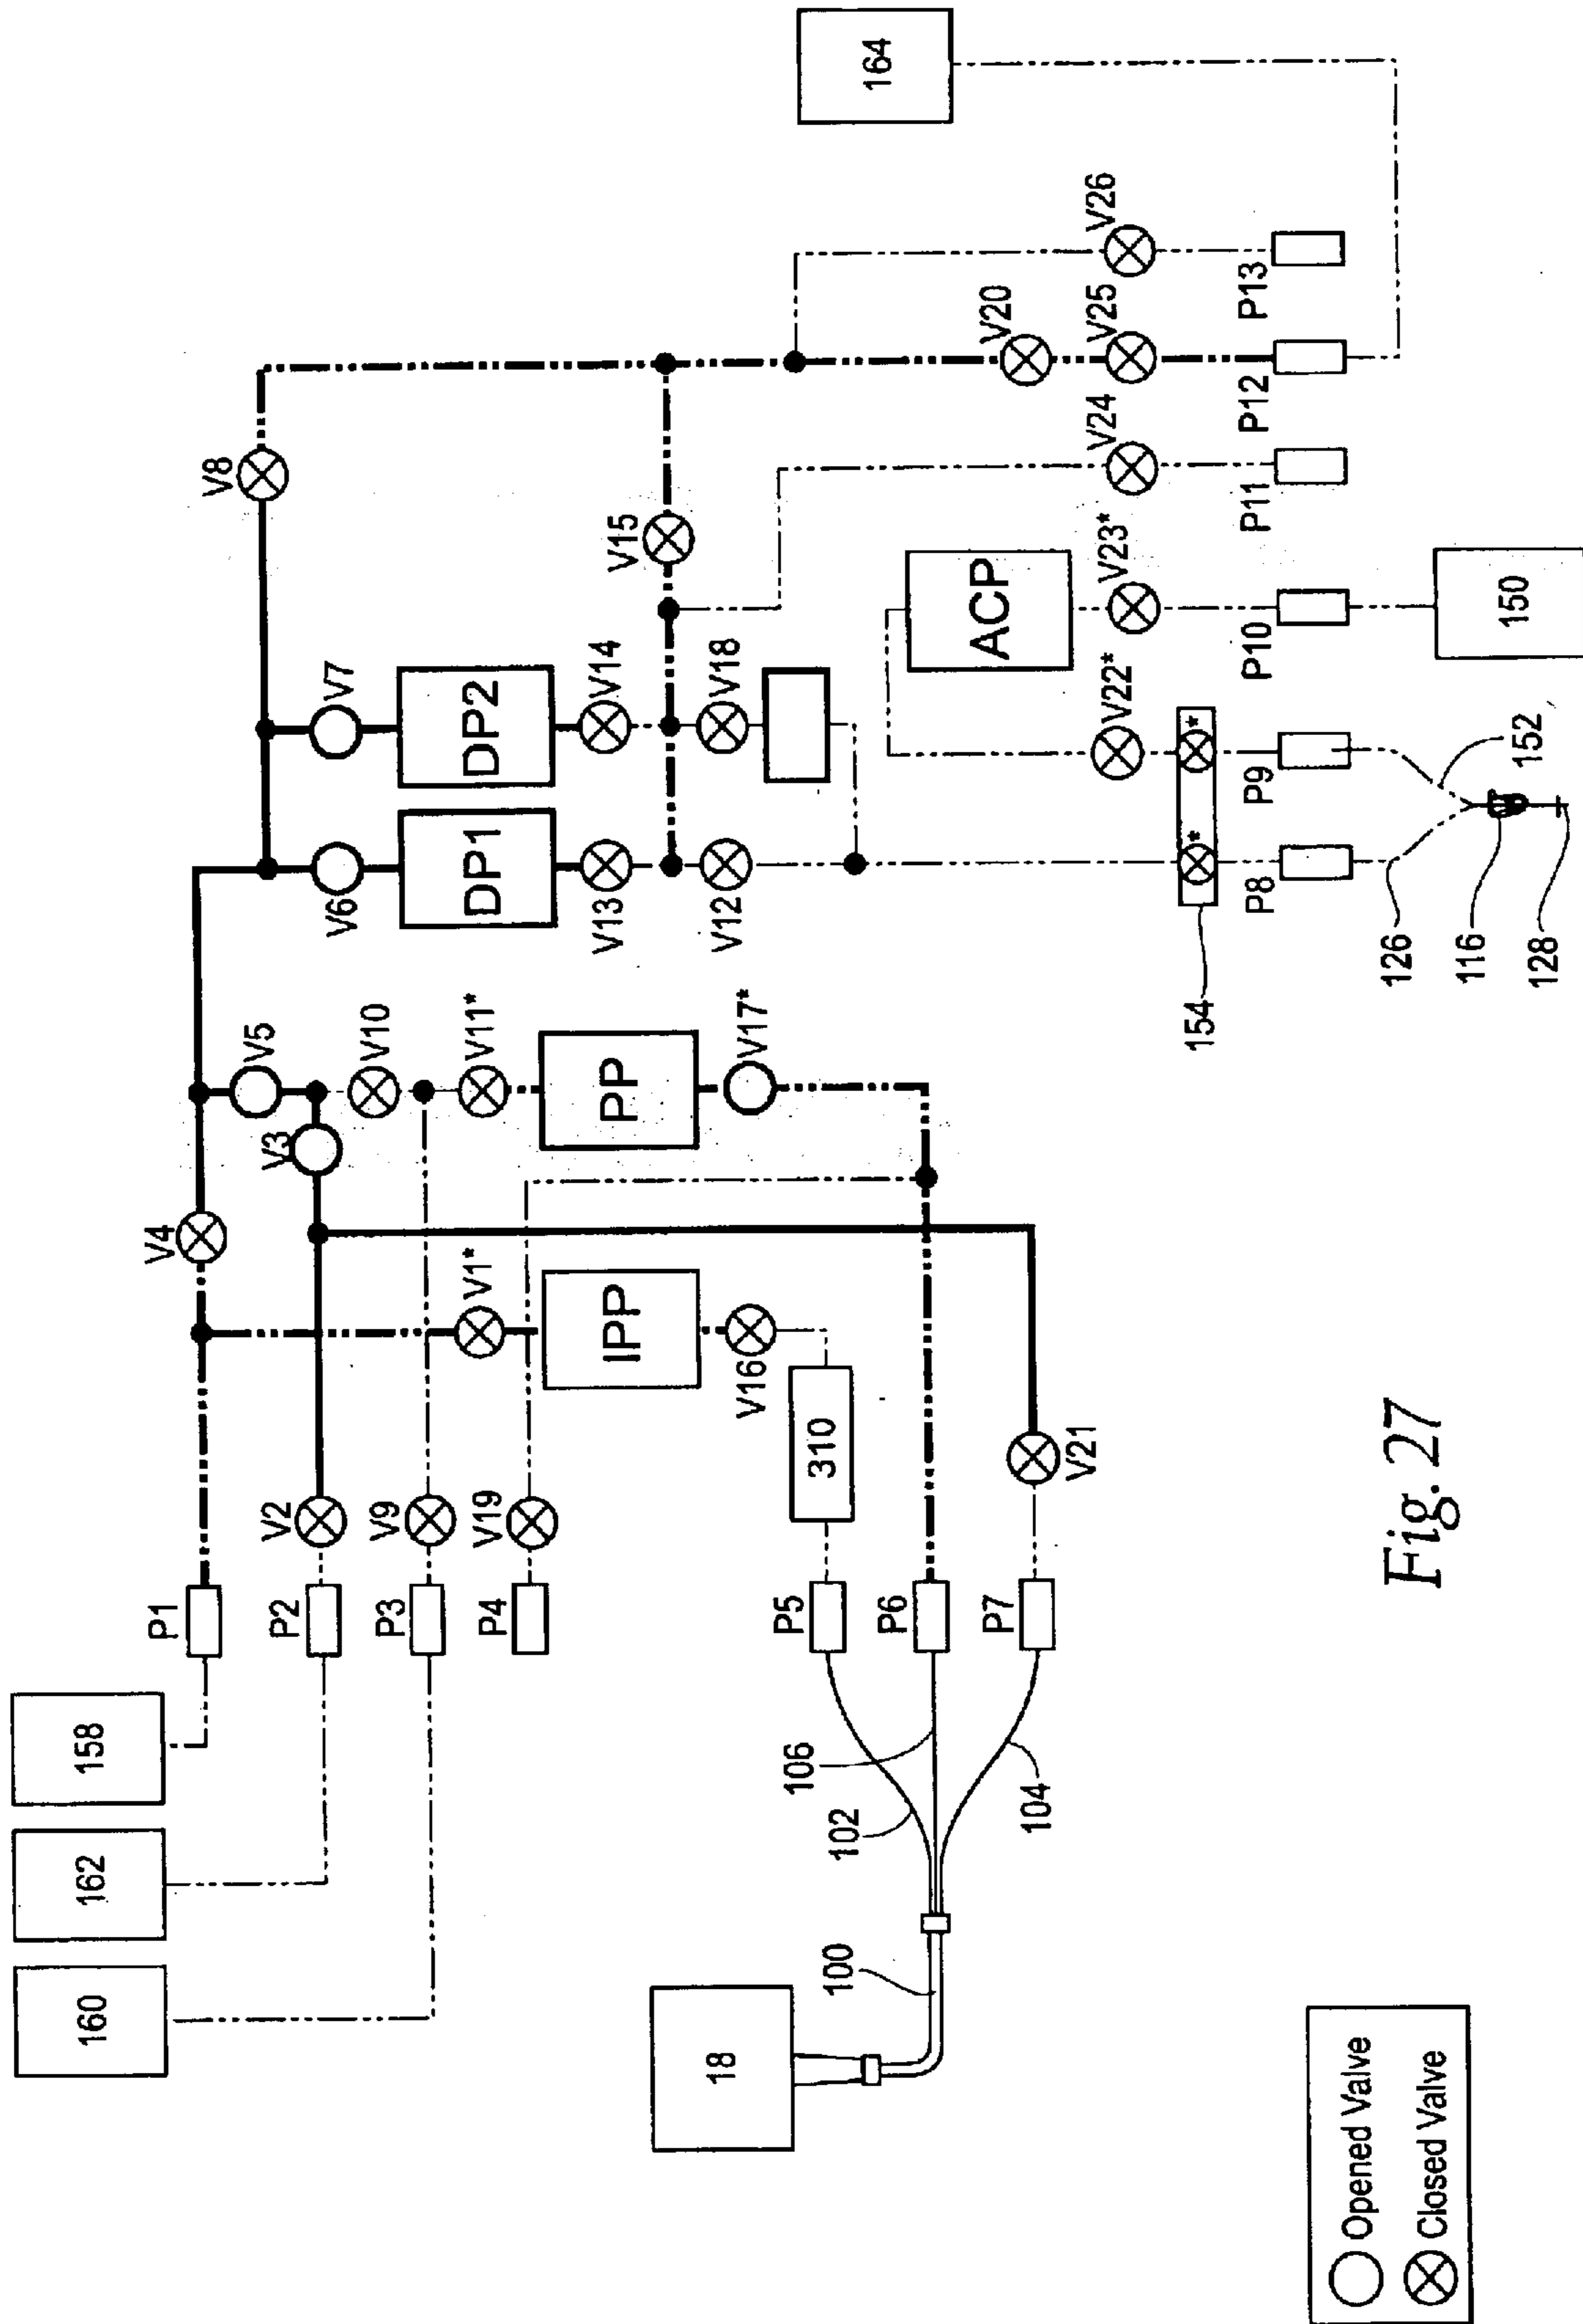 160
162
158
P1
P2
P3
P4
V2
V9
V19
V4
V3
V5
V10
V11*
V1*
IPP
V16
310
PP
V17*
V6
V7
V8
DP1
DP2
V13
V14
V12
V18
V15
164
V20
V24
V25
V26
P11
P12
P13
ACP
V22*
V23*
*
*
154
P8
P9
P10
150
126
116
128
152
18
100
102
106
104
P5
P6
P7
V21
Opened Valve
Closed Valve
Fig. 27